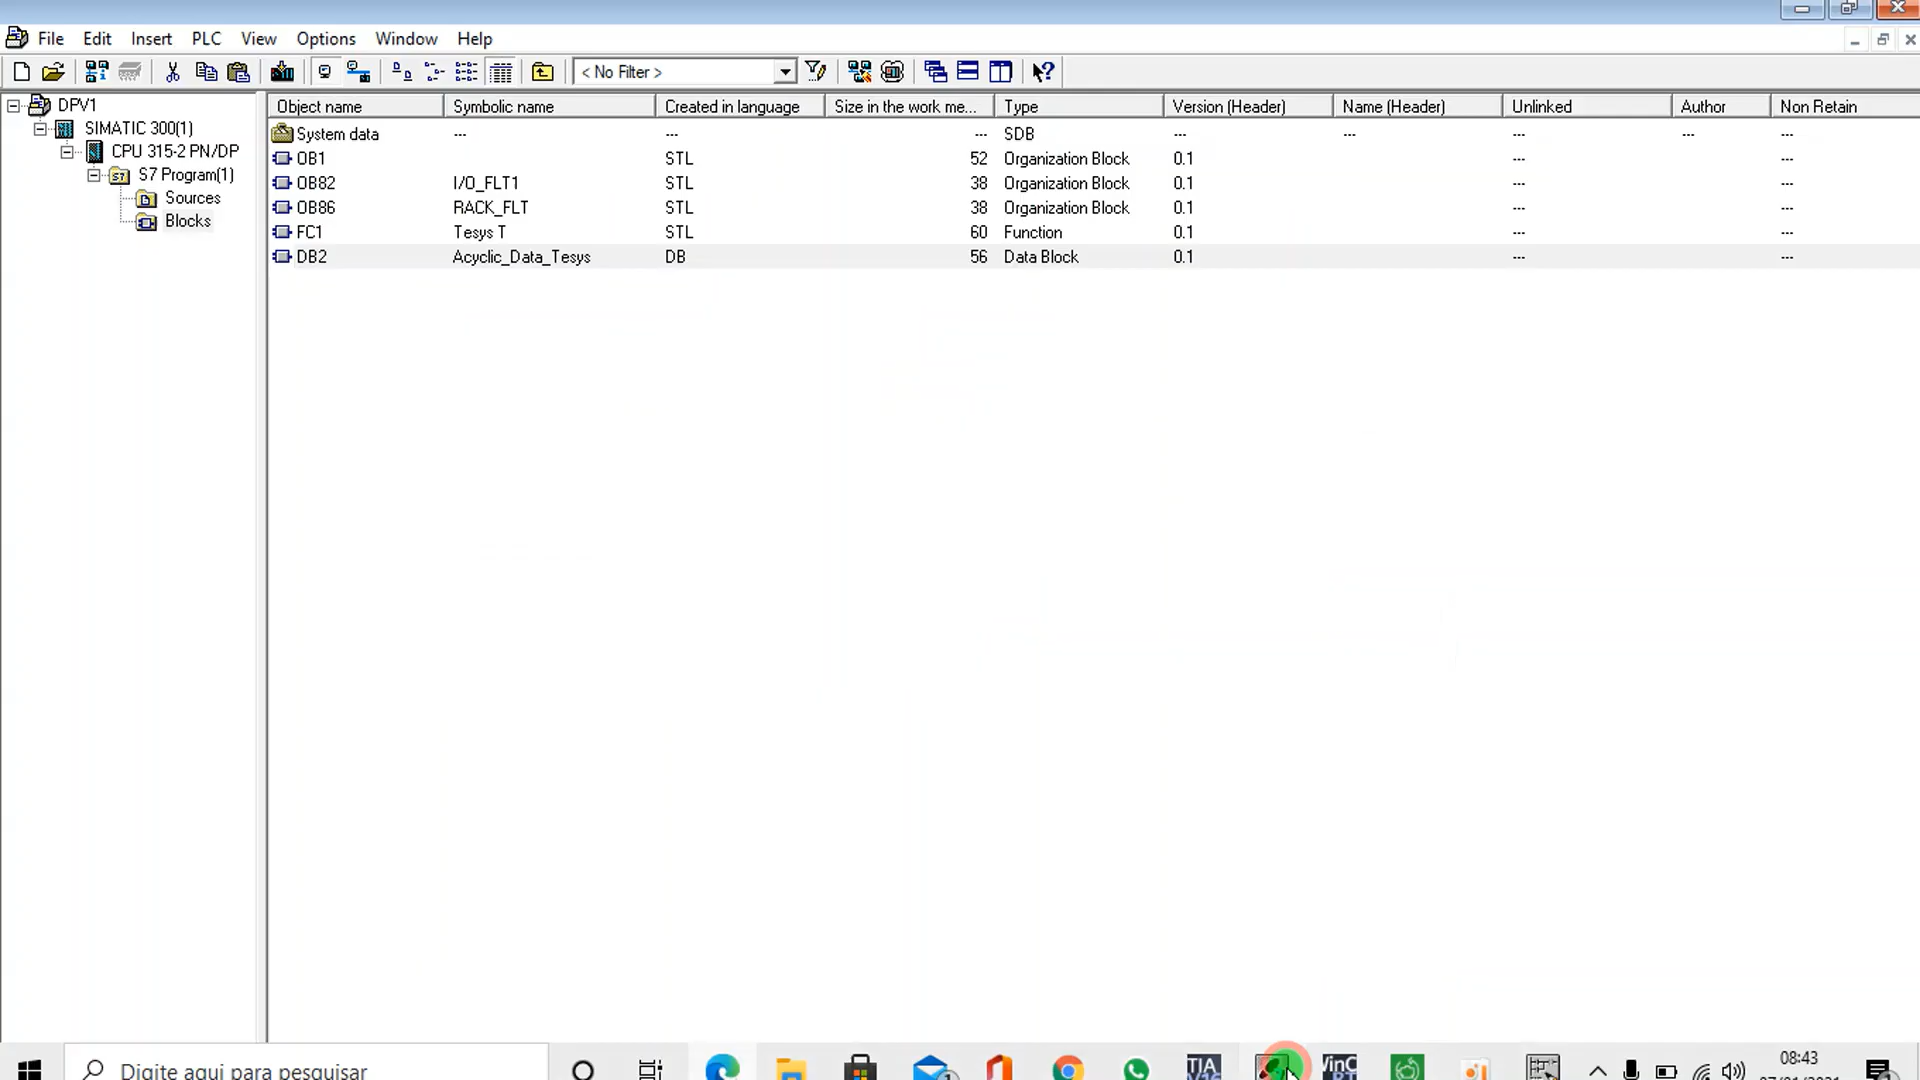 File Edit Insert PLC View Options Window Help
< No Filter >
DPV1
SIMATIC 300(1)
CPU 315-2 PN/DP
S7 Program(1)
Sources
Blocks
Object name Symbolic name Created in language Size in the work me... Type Version (Header) Name (Header) Unlinked Author Non Retain
System data --- --- --- SDB --- --- --- --- ---
OB1 STL 52 Organization Block 0.1 --- ---
OB82 I/O_FLT1 STL 38 Organization Block 0.1 --- ---
OB86 RACK_FLT STL 38 Organization Block 0.1 --- ---
FC1 Tesys T STL 60 Function 0.1 --- ---
DB2 Acyclic_Data_Tesys DB 56 Data Block 0.1 --- ---
Digite aqui para pesquisar
TIA
08:43